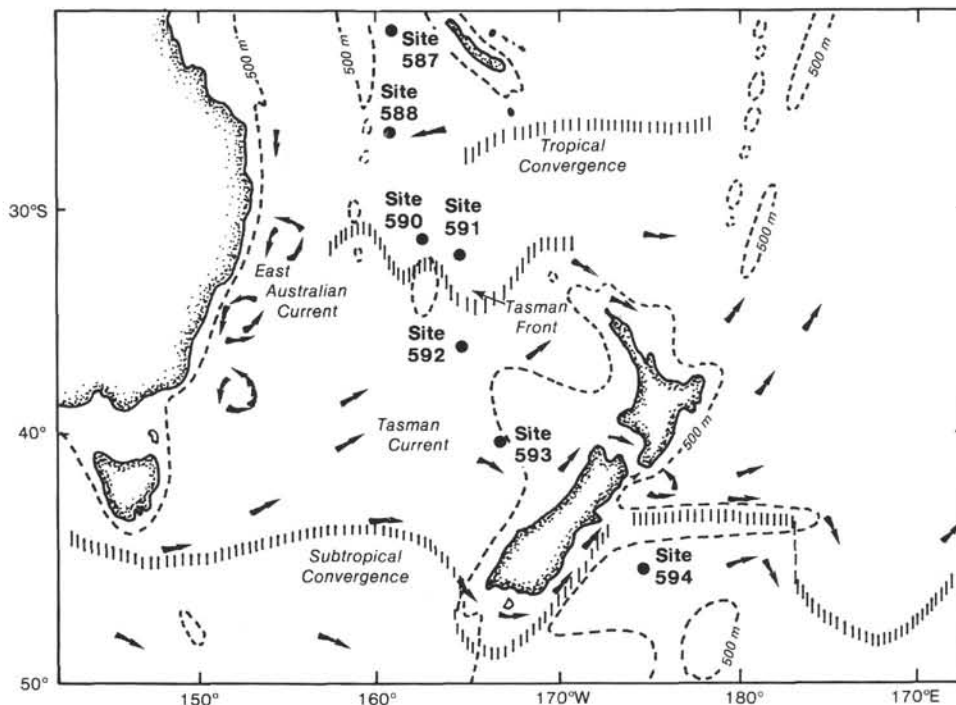 500 m
500 m
Site
587
500 m
Site
588
Tropical
Convergence
30°S
Site
590
Site
591
500 m
East
Australian
Current
Tasman
Front
Site
592
40°
Tasman
Current
Site
593
500 m
Subtropical
Convergence
Site
594
500 m
50°
150°
160°
170°W
180°
170°E